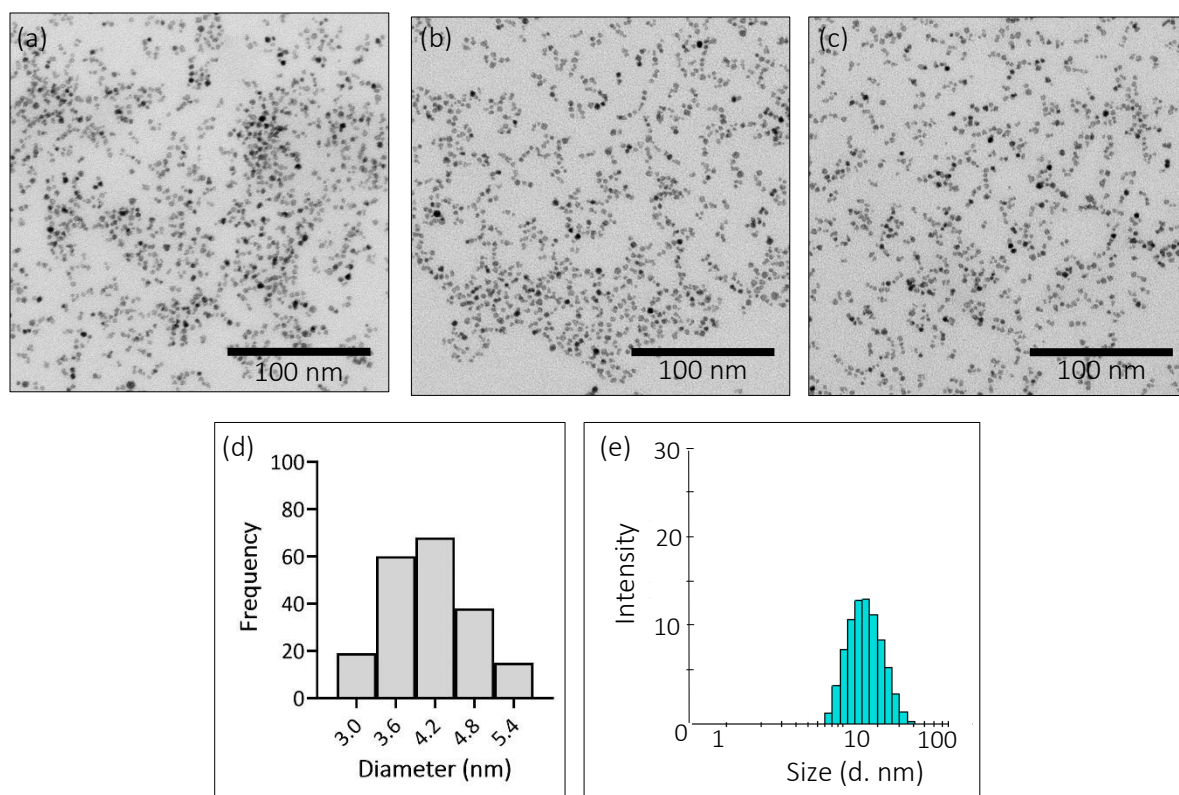 (a)
100 nm
(b)
100 nm
(c)
100 nm
(d)
100
80
60
40
20
0
Frequency
3.0 3.6 4.2 4.8 5.4
Diameter (nm)
(e)
30
20
10
0
Intensity
1 10 100
Size (d. nm)